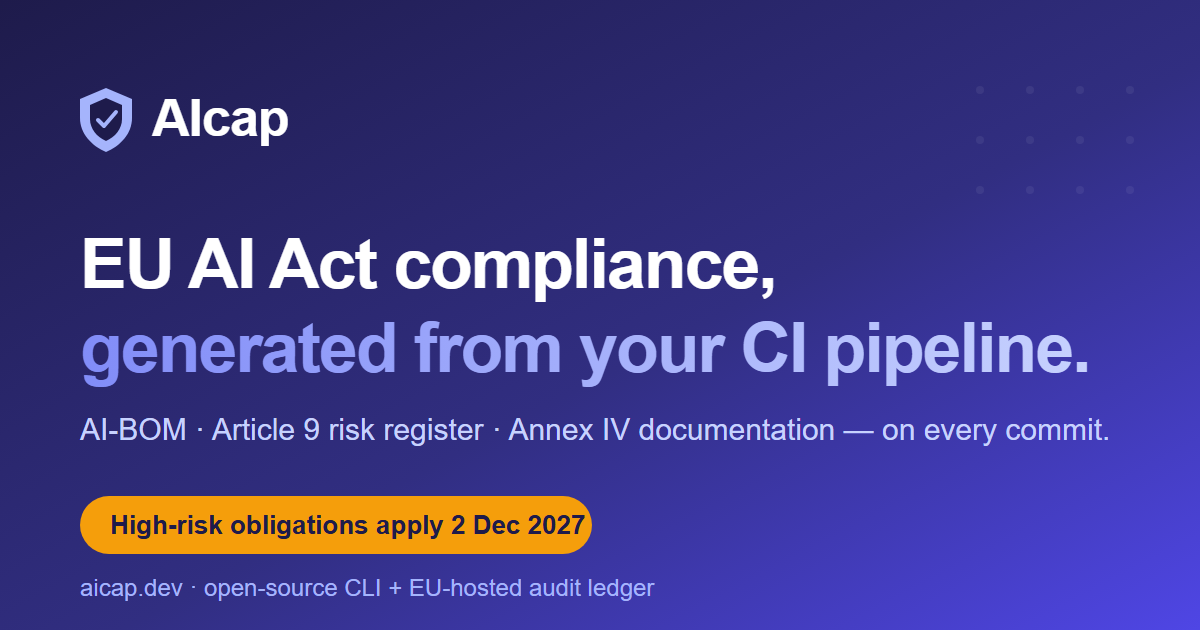 AIcap
EU AI Act compliance,
generated from your CI pipeline.
AI-BOM · Article 9 risk register · Annex IV documentation — on every commit.
High-risk obligations apply 2 Dec 2027
aicap.dev · open-source CLI + EU-hosted audit ledger